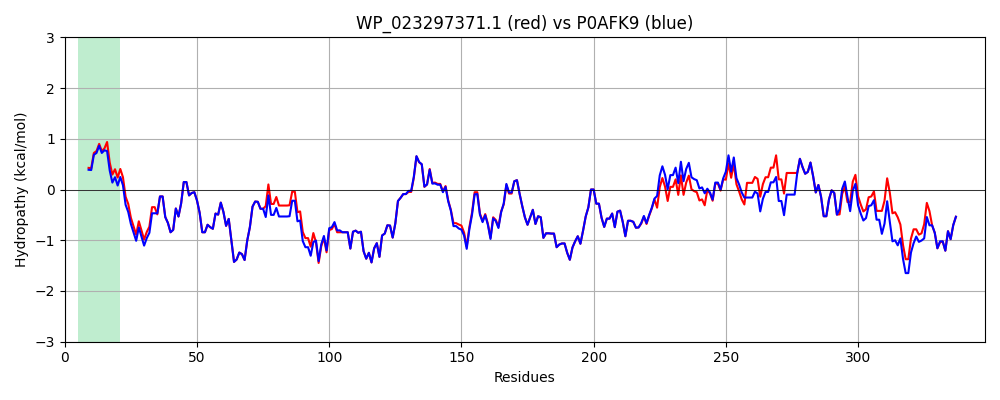 WP_023297371.1 (red) vs P0AFK9 (blue)
Hydropathy (kcal/mol)
3
2
1
0
−1
−2
−3
0 50 100 150 200 250 300
Residues